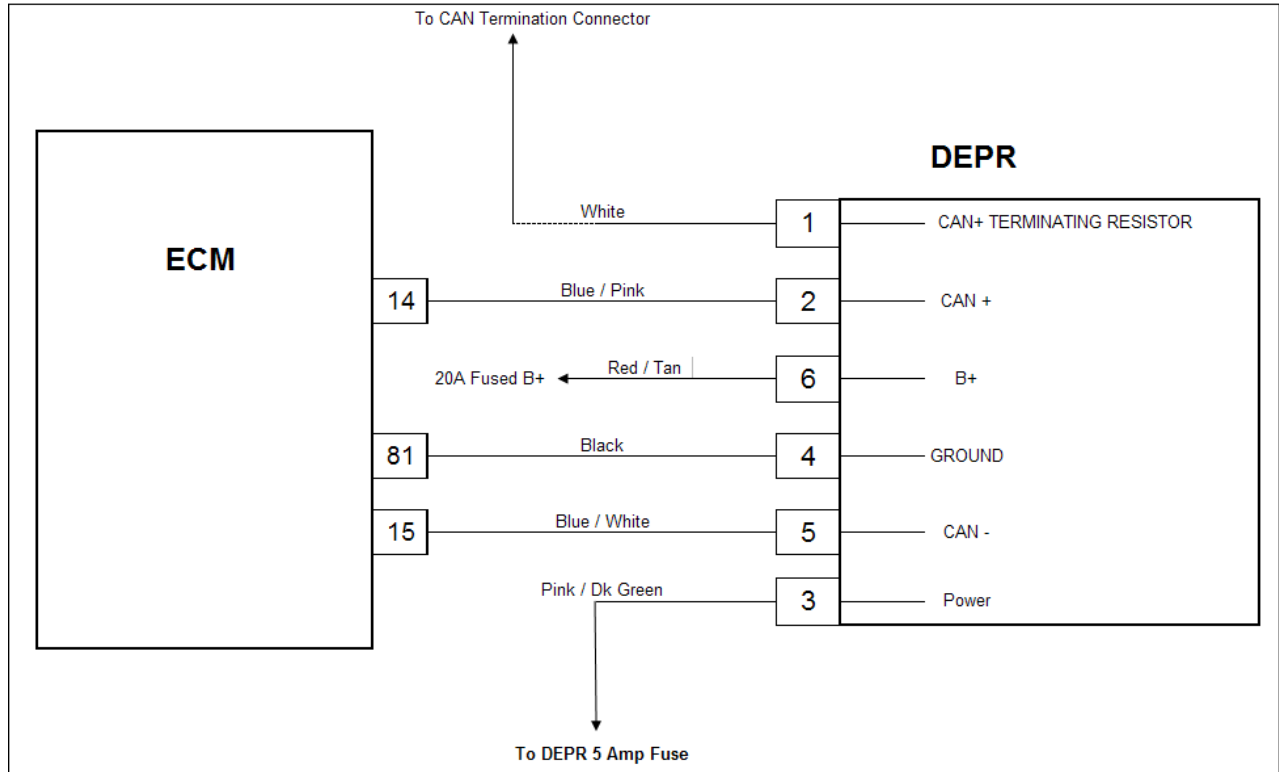 To CAN Termination Connector
DEPR
White
1
CAN+ TERMINATING RESISTOR
ECM
14
Blue / Pink
2
CAN +
20A Fused B+
Red / Tan
6
B+
81
Black
4
GROUND
15
Blue / White
5
CAN -
Pink / Dk Green
3
Power
To DEPR 5 Amp Fuse